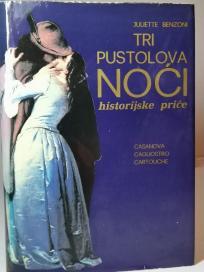 JULIETTE BENZONI
TRI
PUSTOLOVA
NOĆI
historijske priče
CASANOVA
CAGLIOSTRO
CARTOUCHE